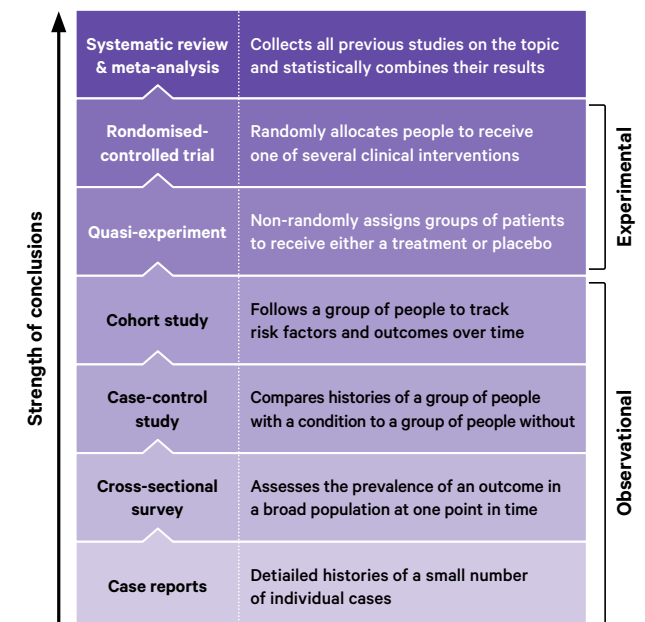 Systematic review
& meta-analysis
Collects all previous studies on the topic
and statistically combines their results
Rondomised-
controlled trial
Randomly allocates people to receive
one of several clinical interventions
Quasi-experiment
Non-randomly assigns groups of patients
to receive either a treatment or placebo
Cohort study
Follows a group of people to track
risk factors and outcomes over time
Case-control
study
Compares histories of a group of people
with a condition to a group of people without
Cross-sectional
survey
Assesses the prevalence of an outcome in
a broad population at one point in time
Case reports
Detiailed histories of a small number
of individual cases
Strength of conclusions
Experimental
Observational